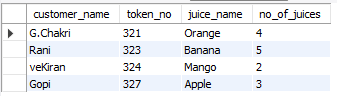 customer_name token_no juice_name no_of_juices
G.Chakri 321 Orange 4
Rani 323 Banana 5
veKiran 324 Mango 2
Gopi 327 Apple 3